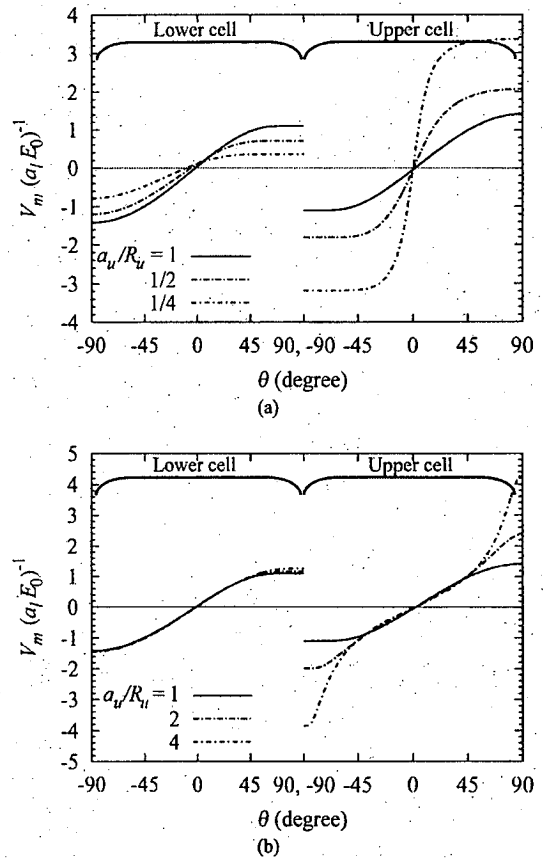 Lower cell Upper cell
4
3
2
1
0
-1
-2
-3
-4
V_m (a_l E_0)^-1
a_u/R_u = 1
1/2
1/4
-90 -45 0 45 90, -90 -45 0 45 90
θ (degree)
(a)
Lower cell Upper cell
5
4
3
2
1
0
-1
-2
-3
-4
-5
V_m (a_l E_0)^-1
a_u/R_u = 1
2
4
-90 -45 0 45 90, -90 -45 0 45 90
θ (degree)
(b)